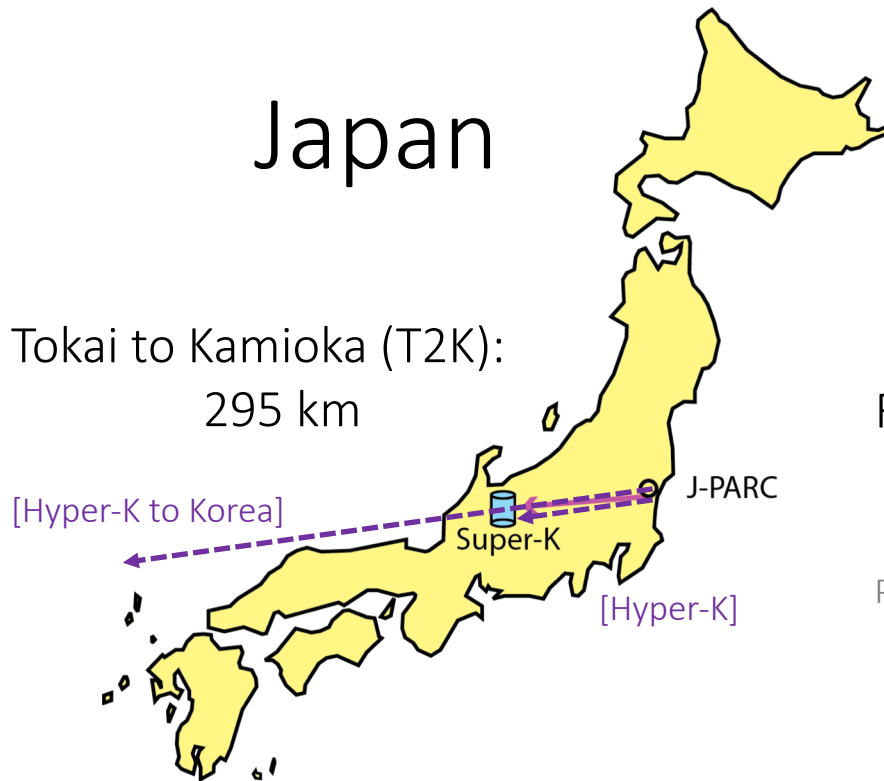 Japan
Tokai to Kamioka (T2K):
295 km
[Hyper-K to Korea]
J-PARC
Super-K
[Hyper-K]
F
P